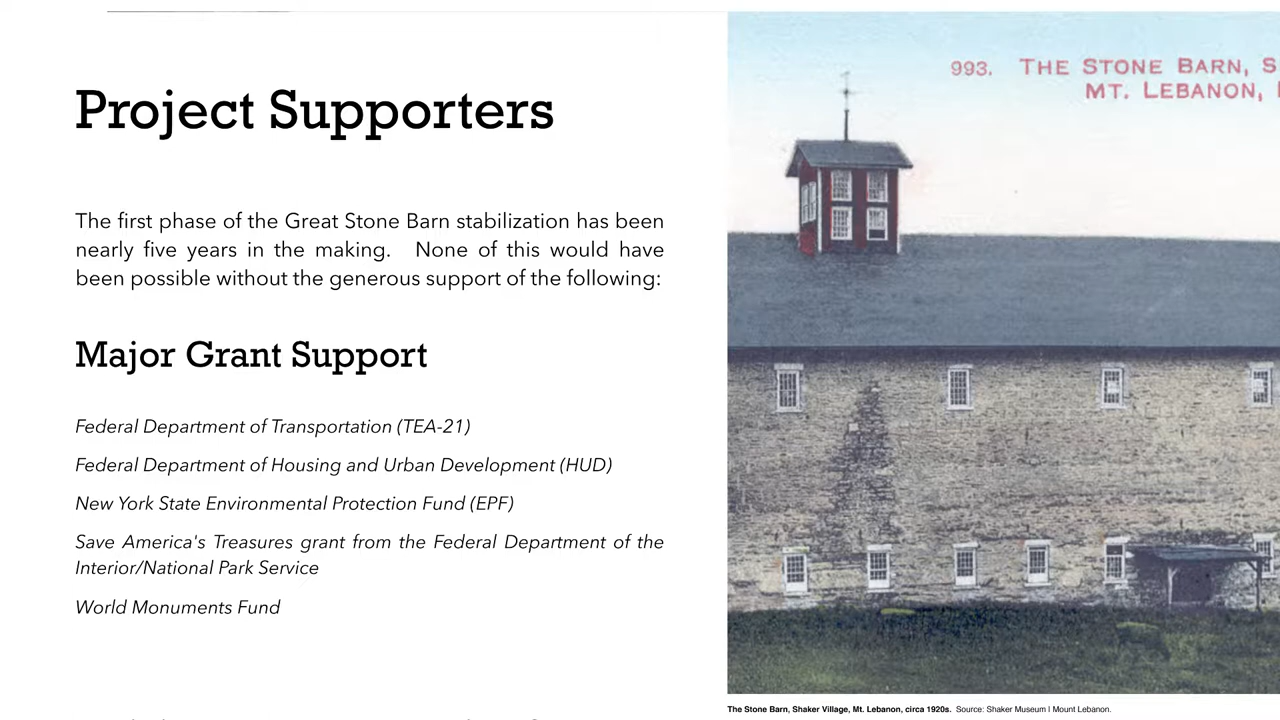 Project Supporters
The first phase of the Great Stone Barn stabilization has been
nearly five years in the making. None of this would have
been possible without the generous support of the following:
Major Grant Support
Federal Department of Transportation (TEA-21)
Federal Department of Housing and Urban Development (HUD)
New York State Environmental Protection Fund (EPF)
Save America's Treasures grant from the Federal Department of the
Interior/National Park Service
World Monuments Fund
993. THE STONE BARN, S
MT. LEBANON,
The Stone Barn, Shaker Village, Mt. Lebanon, circa 1920s. Source: Shaker Museum | Mount Lebanon.